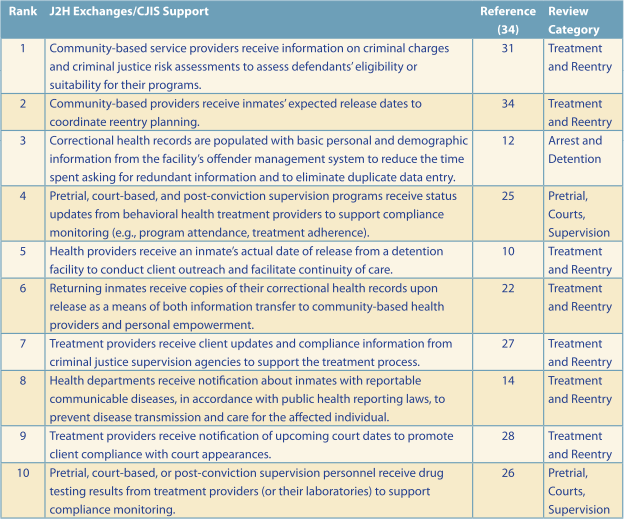 Rank J2H Exchanges/CJIS Support Reference Review
(34) Category
1 Community-based service providers receive information on criminal charges 31 Treatment
and criminal justice risk assessments to assess defendants' eligibility or and Reentry
suitability for their programs.
2 Community-based providers receive inmates' expected release dates to 34 Treatment
coordinate reentry planning. and Reentry
3 Correctional health records are populated with basic personal and demographic 12 Arrest and
information from the facility's offender management system to reduce the time Detention
spent asking for redundant information and to eliminate duplicate data entry.
4 Pretrial, court-based, and post-conviction supervision programs receive status 25 Pretrial,
updates from behavioral health treatment providers to support compliance Courts,
monitoring (e.g., program attendance, treatment adherence). Supervision
5 Health providers receive an inmate's actual date of release from a detention 10 Treatment
facility to conduct client outreach and facilitate continuity of care. and Reentry
6 Returning inmates receive copies of their correctional health records upon 22 Treatment
release as a means of both information transfer to community-based health and Reentry
providers and personal empowerment.
7 Treatment providers receive client updates and compliance information from 27 Treatment
criminal justice supervision agencies to support the treatment process. and Reentry
8 Health departments receive notification about inmates with reportable 14 Treatment
communicable diseases, in accordance with public health reporting laws, to and Reentry
prevent disease transmission and care for the affected individual.
9 Treatment providers receive notification of upcoming court dates to promote 28 Treatment
client compliance with court appearances. and Reentry
10 Pretrial, court-based, or post-conviction supervision personnel receive drug 26 Pretrial,
testing results from treatment providers (or their laboratories) to support Courts,
compliance monitoring. Supervision